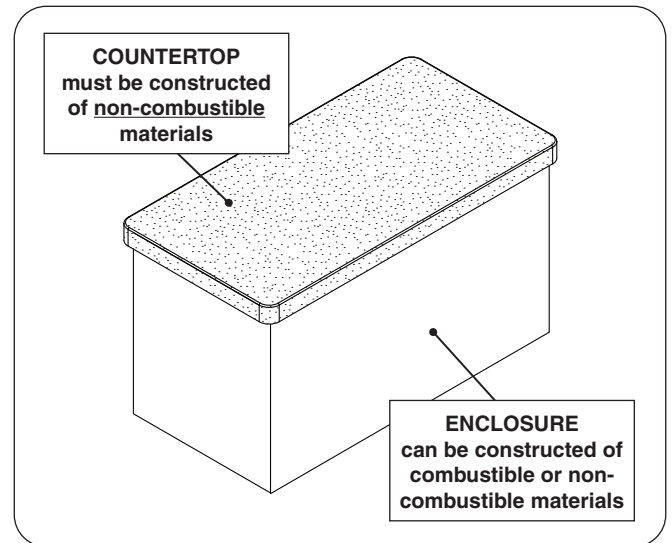 COUNTERTOP
must be constructed
of non-combustible
materials
ENCLOSURE
can be constructed of
combustible or non-
combustible materials